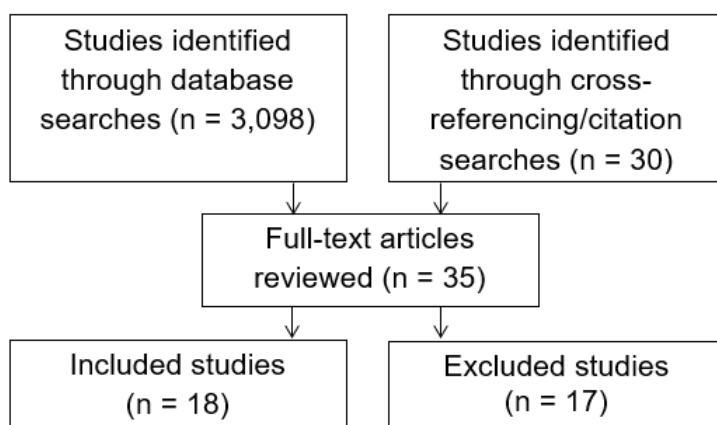 Studies identified
through database
searches (n = 3,098)
Studies identified
through cross-
referencing/citation
searches (n = 30)
Full-text articles
reviewed (n = 35)
Included studies
(n = 18)
Excluded studies
(n = 17)